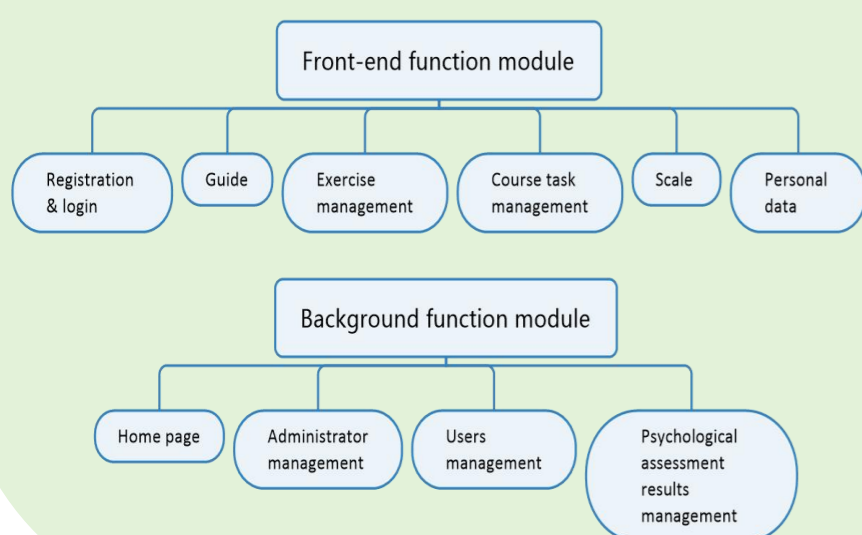 Front-end function module
Registration
& login
Guide
Exercise
management
Course task
management
Scale
Personal
data
Background function module
Home page
Administrator
management
Users
management
Psychological
assessment
results
management